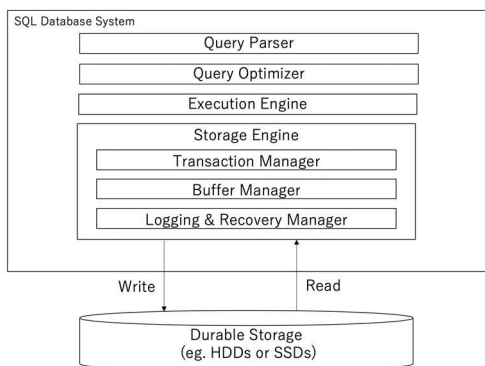 SQL Database System
Query Parser
Query Optimizer
Execution Engine
Storage Engine
Transaction Manager
Buffer Manager
Logging & Recovery Manager
Write
Read
Durable Storage
(eg. HDDs or SSDs)